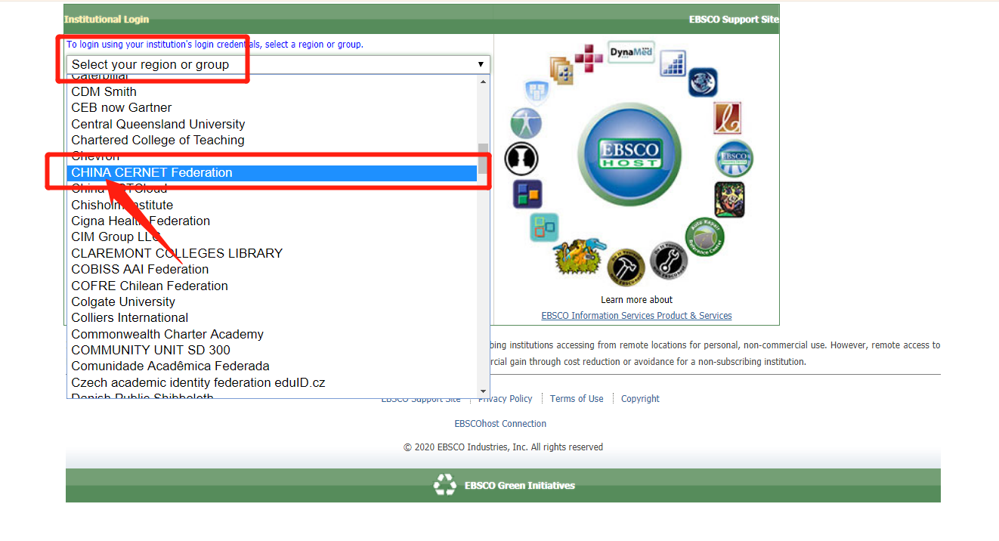 Institutional Login
EBSCO Support Site
To login using your institution's login credentials, select a region or group.
Select your region or group
Caterpillar
CDM Smith
CEB now Gartner
Central Queensland University
Chartered College of Teaching
Chevron
CHINA CERNET Federation
China
Chisholm Institute
Cigna Health Federation
CIM Group LLC
CLAREMONT COLLEGES LIBRARY
COBISS AAI Federation
COFRE Chilean Federation
Colgate University
Colliers International
Commonwealth Charter Academy
COMMUNITY UNIT SD 300
Comunidade Acadêmica Federada
Czech academic identity federation eduID.cz
Danish Public Shibboleth
DynaMed
EBSCO
HOST
EBSCO
Auto Repair
Reference Center
Learn more about
EBSCO Information Services Product & Services
bing institutions accessing from remote locations for personal, non-commercial use. However, remote access to
rcial gain through cost reduction or avoidance for a non-subscribing institution.
EBSCO Support Site
Privacy Policy
Terms of Use
Copyright
EBSCOhost Connection
© 2020 EBSCO Industries, Inc. All rights reserved
EBSCO Green Initiatives